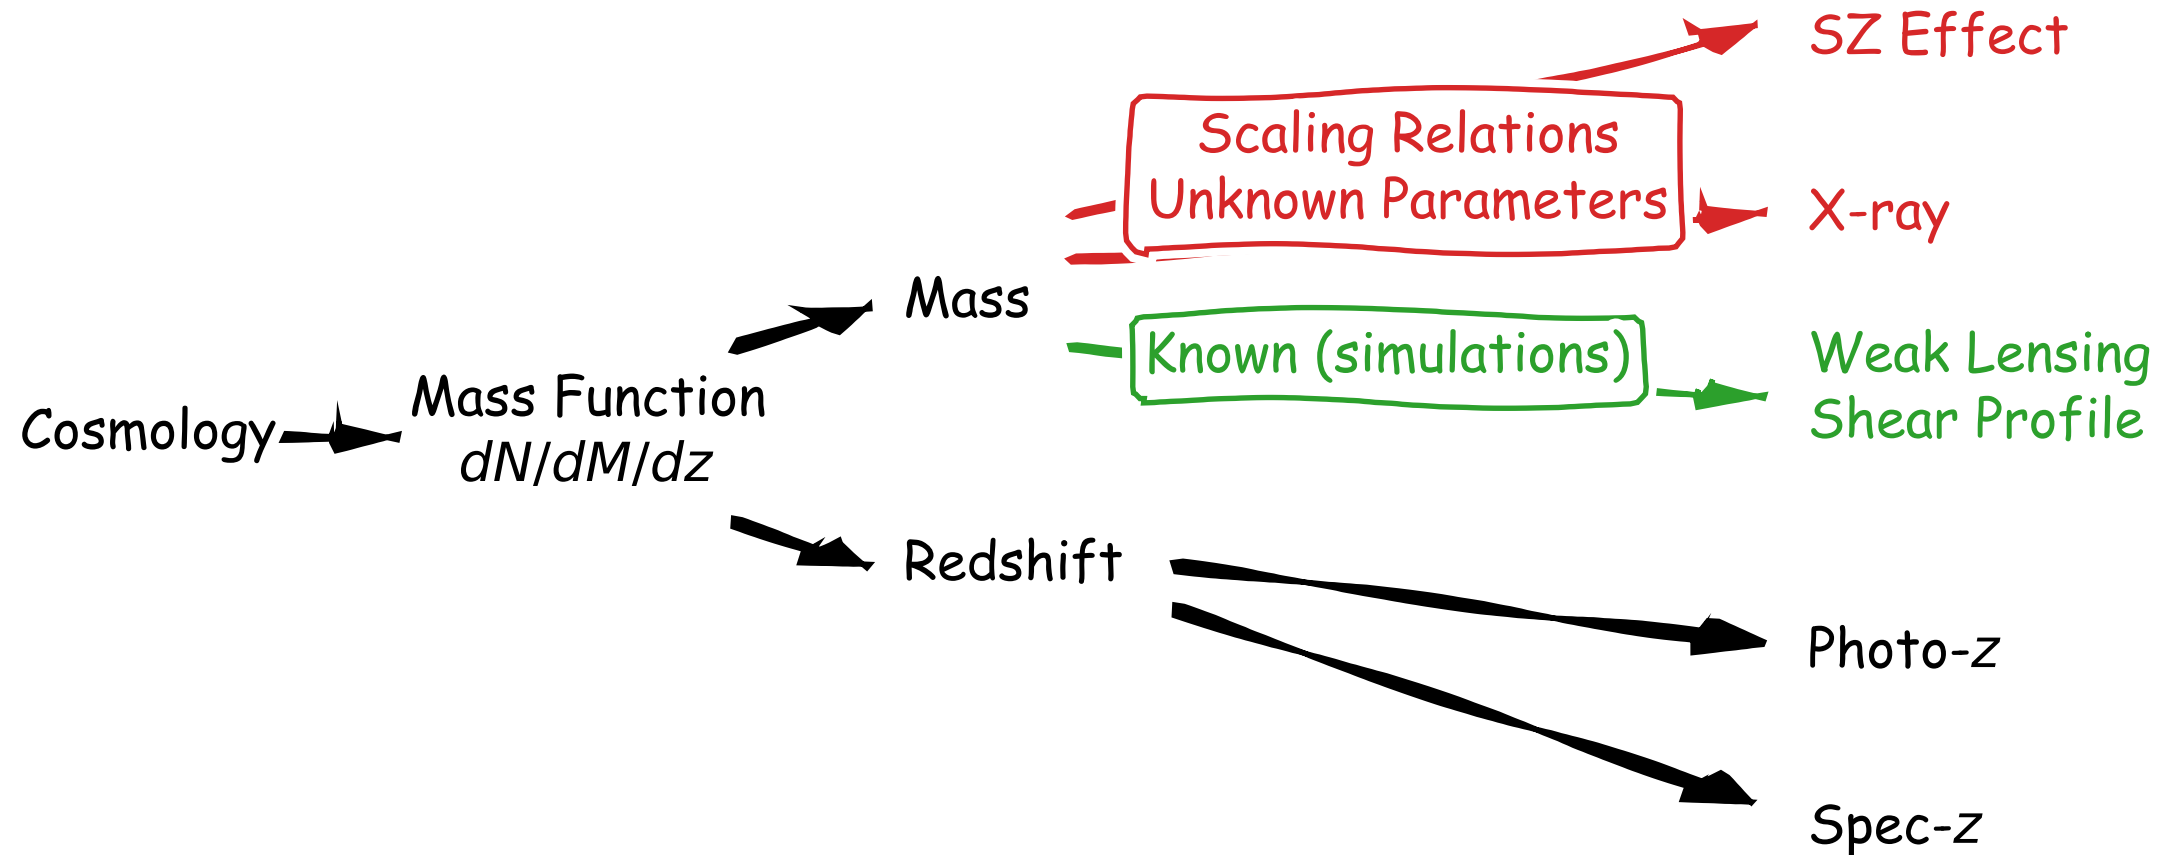 SZ Effect
Scaling Relations
Unknown Parameters
X-ray
Mass
Known (simulations)
Weak Lensing
Shear Profile
Cosmology
Mass Function
dN/dM/dz
Redshift
Photo-z
Spec-z